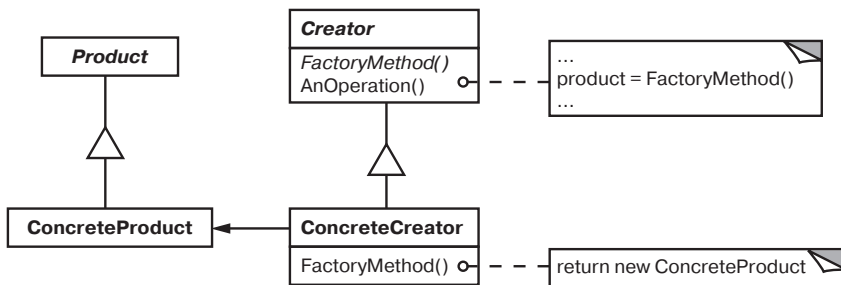 Creator
Product
FactoryMethod()
AnOperation()
...
product = FactoryMethod()
...
ConcreteProduct
ConcreteCreator
FactoryMethod()
return new ConcreteProduct